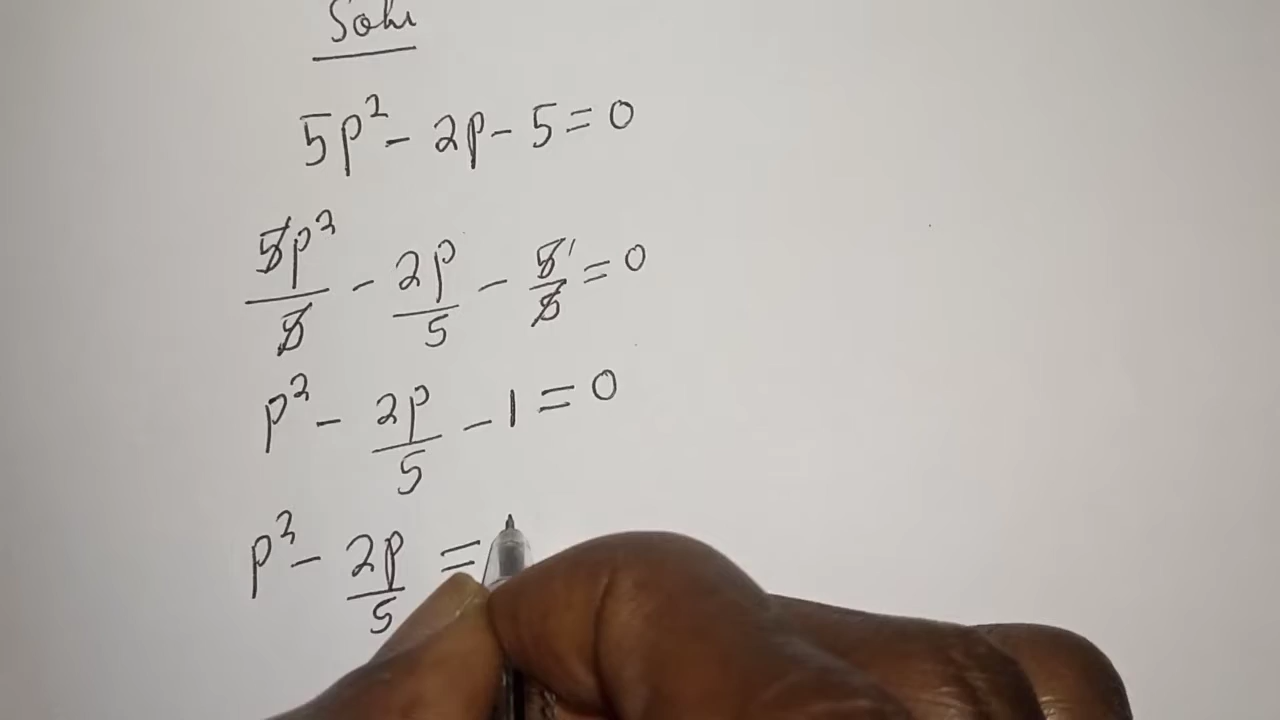 Soln
5p² - 2p - 5 = 0
5p²/5 - 2p/5 - 5/5 ¹ = 0
p² - 2p/5 - 1 = 0
p² - 2p/5 =